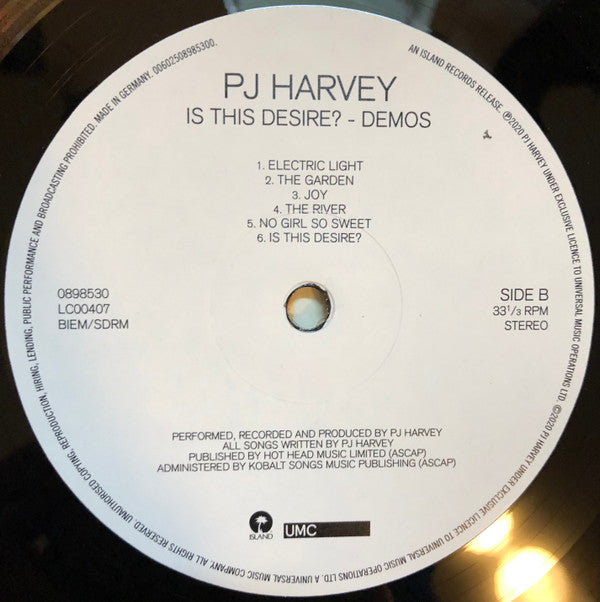 PJ HARVEY
IS THIS DESIRE? - DEMOS
1. ELECTRIC LIGHT
2. THE GARDEN
3. JOY
4. THE RIVER
5. NO GIRL SO SWEET
6. IS THIS DESIRE?
0898530
LC00407
BIEM/SDRM
SIDE B
33¹/₃ RPM
STEREO
PERFORMED, RECORDED AND PRODUCED BY PJ HARVEY
ALL SONGS WRITTEN BY PJ HARVEY
PUBLISHED BY HOT HEAD MUSIC LIMITED (ASCAP)
ADMINISTERED BY KOBALT SONGS MUSIC PUBLISHING (ASCAP)
ISLAND
UMC
AN ISLAND RECORDS RELEASE. ℗2020 PJ HARVEY UNDER EXCLUSIVE LICENCE TO UNIVERSAL MUSIC OPERATIONS LTD. ©2020 PJ HARVEY UNDER EXCLUSIVE LICENCE TO UNIVERSAL MUSIC OPERATIONS LTD. A UNIVERSAL MUSIC COMPANY. ALL RIGHTS RESERVED. UNAUTHORISED COPYING, REPRODUCTION, HIRING, LENDING, PUBLIC PERFORMANCE AND BROADCASTING PROHIBITED. MADE IN GERMANY. 00602508985300.